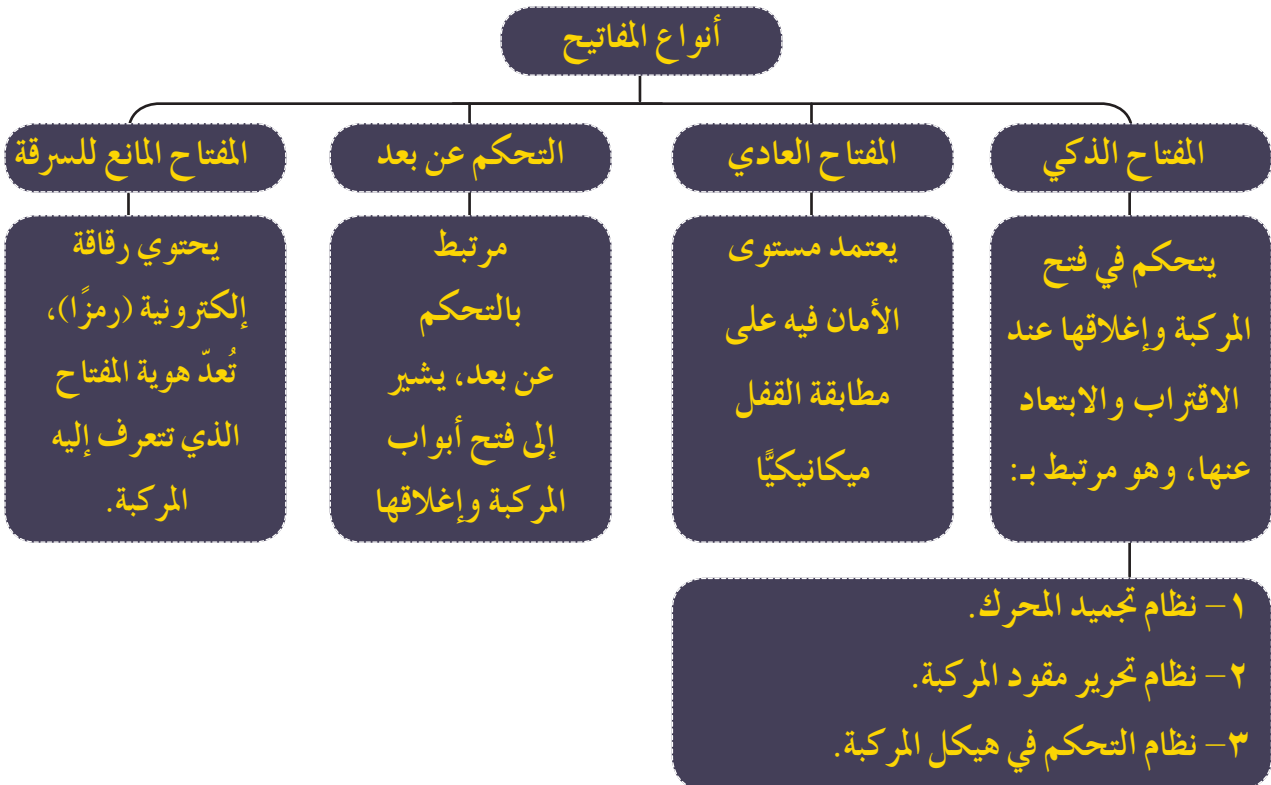 أنواع المفاتيح
المفتاح الذكي
يتحكم في فتح
المركبة وإغلاقها عند
الاقتراب والابتعاد
عنها، وهو مرتبط بـ:
١– نظام تجميد المحرك.
٢– نظام تحرير مقود المركبة.
٣– نظام التحكم في هيكل المركبة.
المفتاح العادي
يعتمد مستوى
الأمان فيه على
مطابقة القفل
ميكانيكيًّا
التحكم عن بعد
مرتبط
بالتحكم
عن بعد، يشير
إلى فتح أبواب
المركبة وإغلاقها
المفتاح المانع للسرقة
يحتوي رقاقة
إلكترونية (رمزًا)،
تُعدّ هوية المفتاح
الذي تتعرف إليه
المركبة.